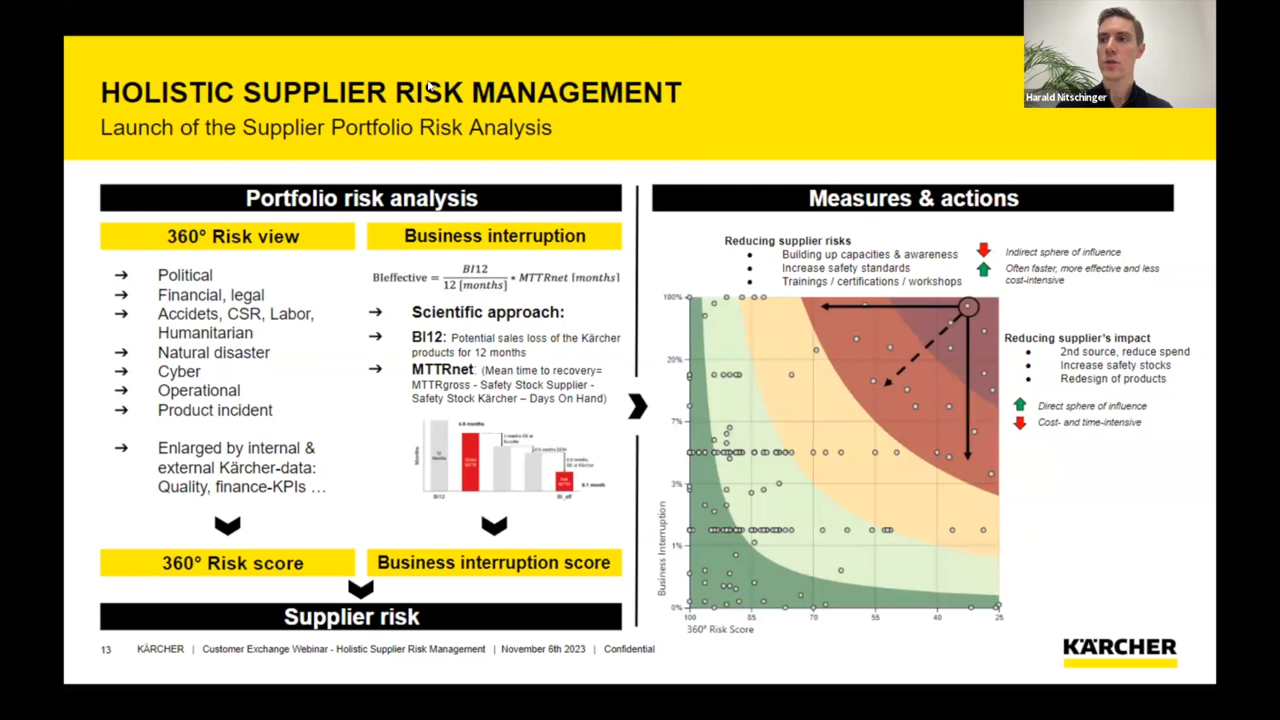 HOLISTIC SUPPLIER RISK MANAGEMENT
Launch of the Supplier Portfolio Risk Analysis
Harald Nitschinger
Portfolio risk analysis
360° Risk view
Political
Financial, legal
Accidets, CSR, Labor,
Humanitarian
Natural disaster
Cyber
Operational
Product incident
Enlarged by internal &
external Kärcher-data:
Quality, finance-KPIs …
360° Risk score
Business interruption
BIeffective = BI12 / 12 [months] * MTTRnet [months]
Scientific approach:
BI12: Potential sales loss of the Kärcher
products for 12 months
MTTRnet: (Mean time to recovery=
MTTRgross - Safety Stock Supplier -
Safety Stock Kärcher – Days On Hand)
Months
BI12
BI_eff
Business interruption score
Supplier risk
Measures & actions
Reducing supplier risks
Building up capacities & awareness
Increase safety standards
Trainings / certifications / workshops
Indirect sphere of influence
Often faster, more effective and less
cost-intensive
Reducing supplier's impact
2nd source, reduce spend
Increase safety stocks
Redesign of products
Direct sphere of influence
Cost- and time-intensive
Business Interruption
100%
20%
7%
3%
1%
0%
100 85 70 55 40 25
360° Risk Score
13 KÄRCHER | Customer Exchange Webinar - Holistic Supplier Risk Management | November 6th 2023 | Confidential
KÄRCHER